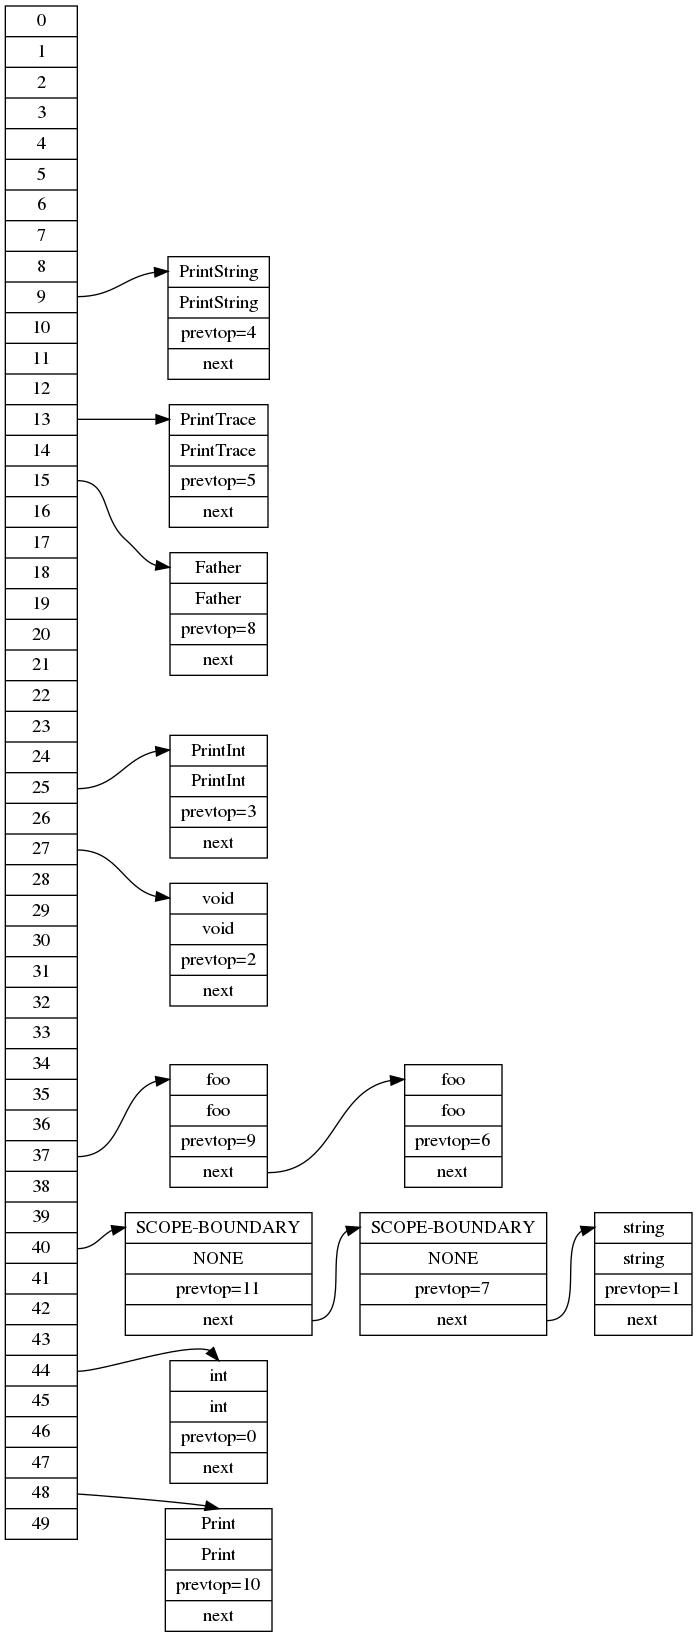 0
1
2
3
4
5
6
7
8
9
10
11
12
13
14
15
16
17
18
19
20
21
22
23
24
25
26
27
28
29
30
31
32
33
34
35
36
37
38
39
40
41
42
43
44
45
46
47
48
49
PrintString
PrintString
prevtop=4
next
PrintTrace
PrintTrace
prevtop=5
next
Father
Father
prevtop=8
next
PrintInt
PrintInt
prevtop=3
next
void
void
prevtop=2
next
foo
foo
prevtop=9
next
foo
foo
prevtop=6
next
SCOPE-BOUNDARY
NONE
prevtop=11
next
SCOPE-BOUNDARY
NONE
prevtop=7
next
string
string
prevtop=1
next
int
int
prevtop=0
next
Print
Print
prevtop=10
next